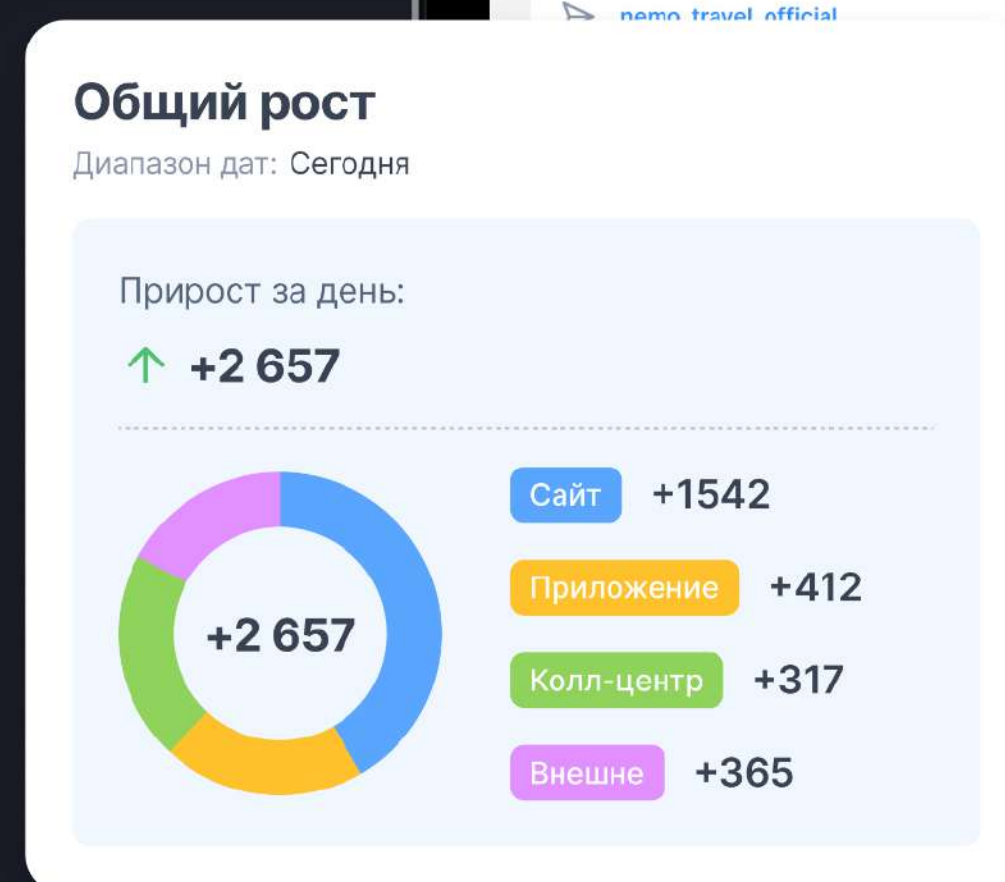 nemo_travel_official
Общий рост
Диапазон дат: Сегодня
Прирост за день:
+2 657
+2 657
Сайт +1542
Приложение +412
Колл-центр +317
Внешне +365